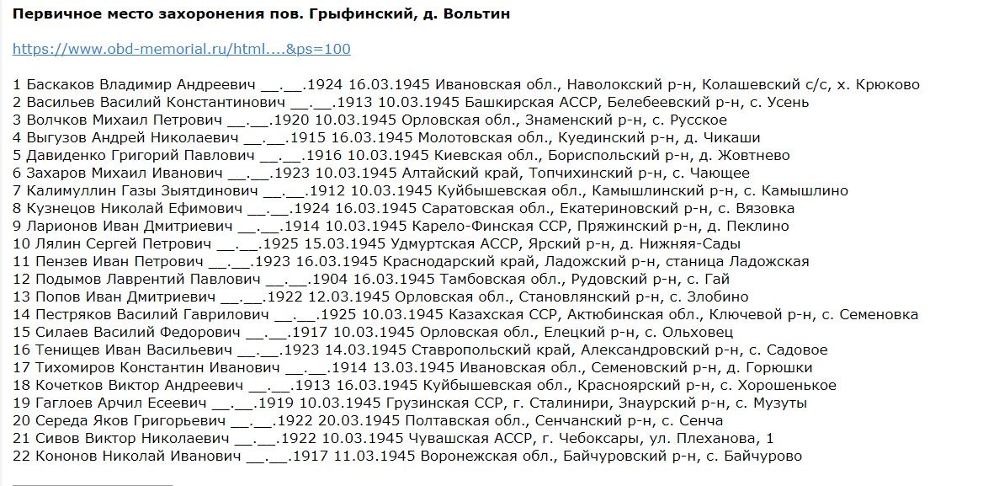 Первичное место захоронения пов. Грыфинский, д. Вольтин
https://www.obd-memorial.ru/html....&ps=100
1 Баскаков Владимир Андреевич __.__.1924 16.03.1945 Ивановская обл., Наволокский р-н, Колашевский с/с, х. Крюково
2 Васильев Василий Константинович __.__.1913 10.03.1945 Башкирская АССР, Белебеевский р-н, с. Усень
3 Волчков Михаил Петрович __.__.1920 10.03.1945 Орловская обл., Знаменский р-н, с. Русское
4 Выгузов Андрей Николаевич __.__.1915 16.03.1945 Молотовская обл., Куединский р-н, д. Чикаши
5 Давиденко Григорий Павлович __.__.1916 10.03.1945 Киевская обл., Бориспольский р-н, д. Жовтнево
6 Захаров Михаил Иванович __.__.1923 10.03.1945 Алтайский край, Топчихинский р-н, с. Чающее
7 Калимуллин Газы Зыятдинович __.__.1912 10.03.1945 Куйбышевская обл., Камышлинский р-н, с. Камышлино
8 Кузнецов Николай Ефимович __.__.1924 16.03.1945 Саратовская обл., Екатериновский р-н, с. Вязовка
9 Ларионов Иван Дмитриевич __.__.1914 10.03.1945 Карело-Финская ССР, Пряжинский р-н, д. Пеклино
10 Лялин Сергей Петрович __.__.1925 15.03.1945 Удмуртская АССР, Ярский р-н, д. Нижняя-Сады
11 Пензев Иван Петрович __.__.1923 16.03.1945 Краснодарский край, Ладожский р-н, станица Ладожская
12 Подымов Лаврентий Павлович __.__.1904 16.03.1945 Тамбовская обл., Рудовский р-н, с. Гай
13 Попов Иван Дмитриевич __.__.1922 12.03.1945 Орловская обл., Становлянский р-н, с. Злобино
14 Пестряков Василий Гаврилович __.__.1925 10.03.1945 Казахская ССР, Актюбинская обл., Ключевой р-н, с. Семеновка
15 Силаев Василий Федорович __.__.1917 10.03.1945 Орловская обл., Елецкий р-н, с. Ольховец
16 Тенищев Иван Васильевич __.__.1923 14.03.1945 Ставропольский край, Александровский р-н, с. Садовое
17 Тихомиров Константин Иванович __.__.1914 13.03.1945 Ивановская обл., Семеновский р-н, д. Горюшки
18 Кочетков Виктор Андреевич __.__.1913 16.03.1945 Куйбышевская обл., Красноярский р-н, с. Хорошенькое
19 Гаглоев Арчил Есеевич __.__.1919 10.03.1945 Грузинская ССР, г. Сталинири, Знаурский р-н, с. Музуты
20 Середа Яков Григорьевич __.__.1922 20.03.1945 Полтавская обл., Сенчанский р-н, с. Сенча
21 Сивов Виктор Николаевич __.__.1922 10.03.1945 Чувашская АССР, г. Чебоксары, ул. Плеханова, 1
22 Кононов Николай Иванович __.__.1917 11.03.1945 Воронежская обл., Байчуровский р-н, с. Байчурово